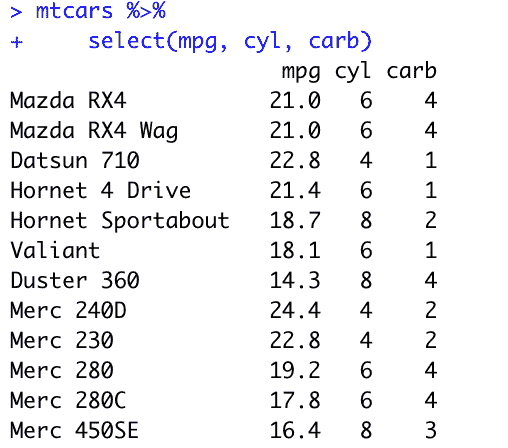 > mtcars %>%
+     select(mpg, cyl, carb)
                   mpg cyl carb
Mazda RX4         21.0   6    4
Mazda RX4 Wag     21.0   6    4
Datsun 710        22.8   4    1
Hornet 4 Drive    21.4   6    1
Hornet Sportabout 18.7   8    2
Valiant           18.1   6    1
Duster 360        14.3   8    4
Merc 240D         24.4   4    2
Merc 230          22.8   4    2
Merc 280          19.2   6    4
Merc 280C         17.8   6    4
Merc 450SE        16.4   8    3